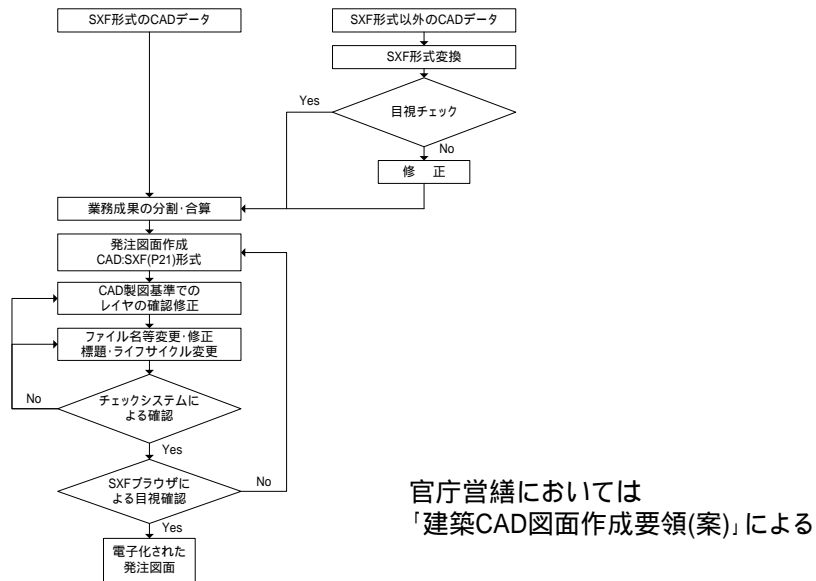 SXF形式のCADデータ
SXF形式以外のCADデータ
SXF形式変換
Yes
目視チェック
No
修 正
業務成果の分割・合算
発注図面作成
CAD:SXF(P21)形式
CAD製図基準での
レイヤの確認修正
ファイル名等変更・修正
標題・ライフサイクル変更
No
チェックシステムに
よる確認
Yes
SXFブラウザに
よる目視確認
No
Yes
電子化された
発注図面
官庁営繕においては
「建築CAD図面作成要領(案)」による